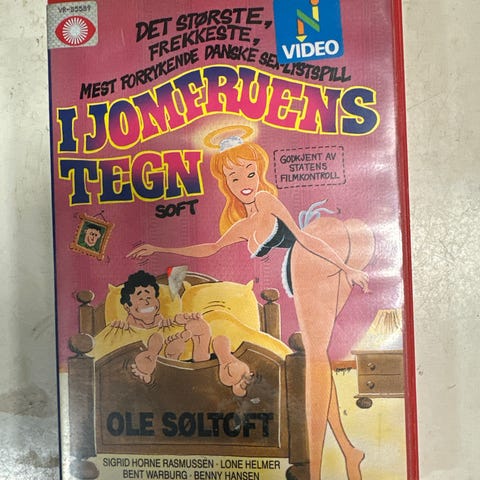 VR-35589
DET STØRSTE,
FREKKESTE,
MEST FORRYKENDE DANSKE SEX-LYSTSPILL
N
VIDEO
I JOMFRUENS
TEGN
SOFT
GODKJENT AV
STATENS
FILMKONTROLL
OLE SØLTOFT
SIGRID HORNE RASMUSSEN · LONE HELMER
BENT WARBURG · BENNY HANSEN